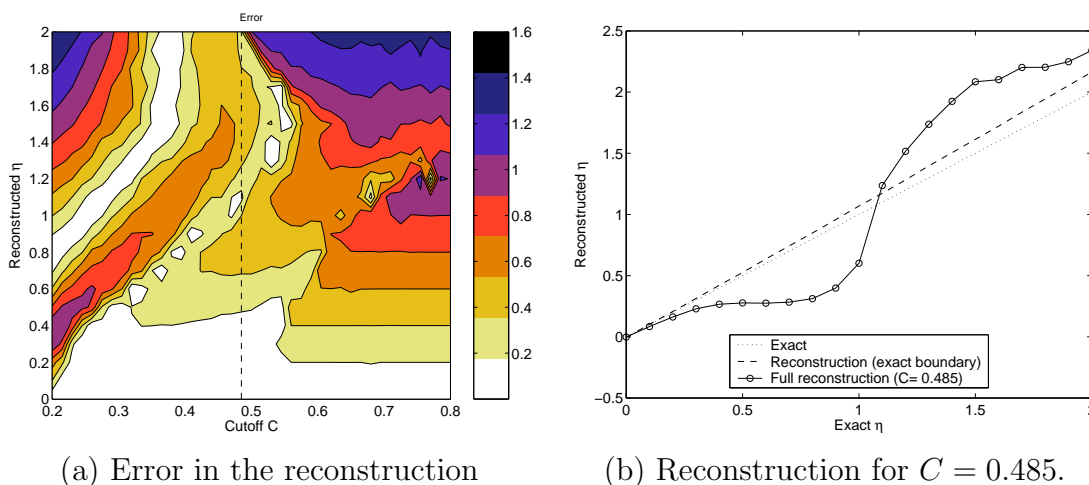 Error
2
1.8
1.6
1.4
1.2
1
0.8
0.6
0.4
0.2
0
Reconstructed η
0.2 0.3 0.4 0.5 0.6 0.7 0.8
Cutoff C
1.6
1.4
1.2
1
0.8
0.6
0.4
0.2
(a) Error in the reconstruction
2.5
2
1.5
1
0.5
0
−0.5
Reconstructed η
Exact
Reconstruction (exact boundary)
Full reconstruction (C= 0.485)
0 0.5 1 1.5 2
Exact η
(b) Reconstruction for C = 0.485.